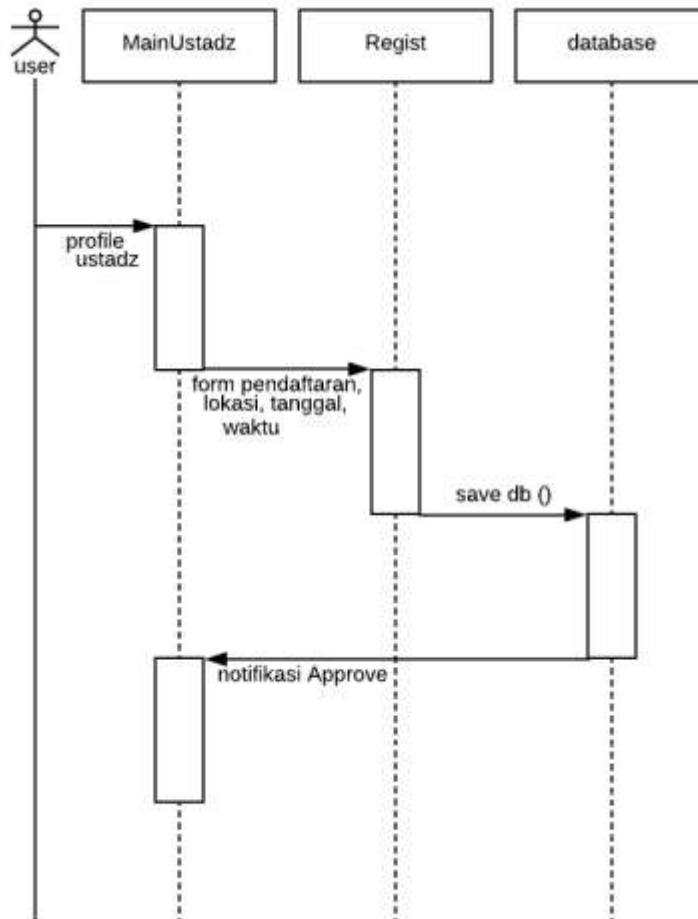 user
MainUstadz
Regist
database
profile
ustadz
form pendaftaran,
lokasi, tanggal,
waktu
save db ()
notifikasi Approve